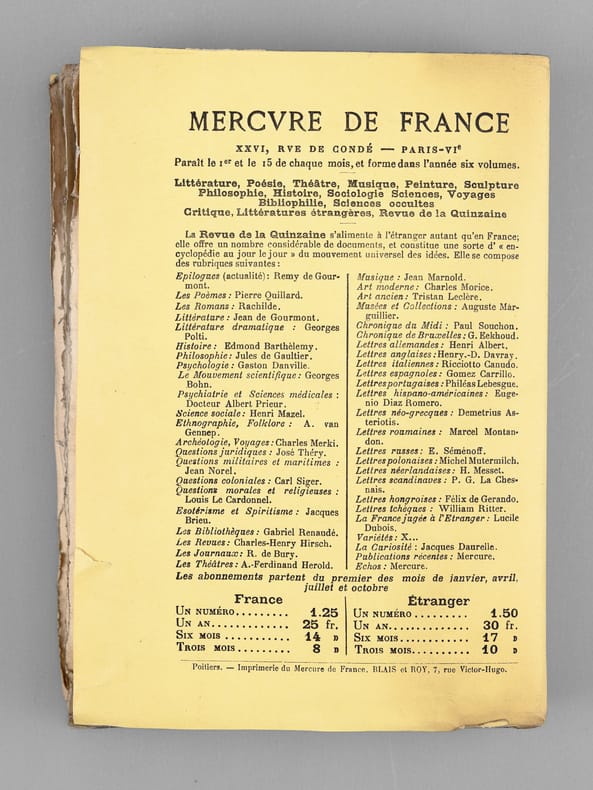 MERCVRE DE FRANCE
XXVI, RVE DE CONDÉ — PARIS-VIe
Paraît le 1er et le 15 de chaque mois, et forme dans l'année six volumes.
Littérature, Poésie, Théâtre, Musique, Peinture, Sculpture
Philosophie, Histoire, Sociologie Sciences, Voyages
Bibliophilie, Sciences occultes
Critique, Littératures étrangères, Revue de la Quinzaine
La Revue de la Quinzaine s'alimente à l'étranger autant qu'en France;
elle offre un nombre considérable de documents, et constitue une sorte d' « en-
cyclopédie au jour le jour » du mouvement universel des idées. Elle se compose
des rubriques suivantes :
Epilogues (actualité): Remy de Gour-
mont.
Les Poèmes: Pierre Quillard.
Les Romans: Rachilde.
Littérature: Jean de Gourmont.
Littérature dramatique : Georges
Polti.
Histoire: Edmond Barthèlemy.
Philosophie: Jules de Gaultier.
Psychologie: Gaston Danville.
Le Mouvement scientifique: Georges
Bohn.
Psychiatrie et Sciences médicales :
Docteur Albert Prieur.
Science sociale: Henri Mazel.
Ethnographie, Folklore : A. van
Gennep.
Archéologie, Voyages: Charles Merki.
Questions juridiques : José Théry.
Questions militaires et maritimes :
Jean Norel.
Questions coloniales : Carl Siger.
Questions morales et religieuses :
Louis Le Cardonnel.
Esotérisme et Spiritisme : Jacques
Brieu.
Les Bibliothèques: Gabriel Renaudé.
Les Revues: Charles-Henry Hirsch.
Les Journaux: R. de Bury.
Les Théâtres: A.-Ferdinand Herold.
Musique : Jean Marnold.
Art moderne : Charles Morice.
Art ancien: Tristan Leclère.
Musées et Collections : Auguste Mar-
guillier.
Chronique du Midi : Paul Souchon.
Chronique de Bruxelles: G. Eekhoud.
Lettres allemandes : Henri Albert.
Lettres anglaises: Henry.-D. Davray.
Lettres italiennes: Ricciotto Canudo.
Lettres espagnoles : Gomez Carrillo.
Lettres portugaises: Philéas Lebesgue.
Lettres hispano-américaines: Euge-
nio Diaz Romero.
Lettres néo-grecques: Demetrius As-
teriotis.
Lettres roumaines : Marcel Montan-
don.
Lettres russes: E. Séménoff.
Lettres polonaises: Michel Mutermilch.
Lettres néerlandaises : H. Messet.
Lettres scandinaves : P. G. La Ches-
nais.
Lettres hongroises: Félix de Gerando.
Lettres tchèques : William Ritter.
La France jugée à l'Etranger: Lucile
Dubois.
Variétés: X...
La Curiosité : Jacques Daurelle.
Publications récentes : Mercure.
Echos : Mercure.
Les abonnements partent du premier des mois de janvier, avril,
juillet et octobre
France
UN NUMÉRO......... 1.25
UN AN............. 25 fr.
SIX MOIS......... 14 D
TROIS MOIS......... 8 D
Étranger
UN NUMÉRO......... 1.50
UN AN............. 30 fr.
SIX MOIS........... 17 D
TROIS MOIS......... 10 D
Poitiers. — Imprimerie du Mercure de France, BLAIS et ROY, 7, rue Victor-Hugo.